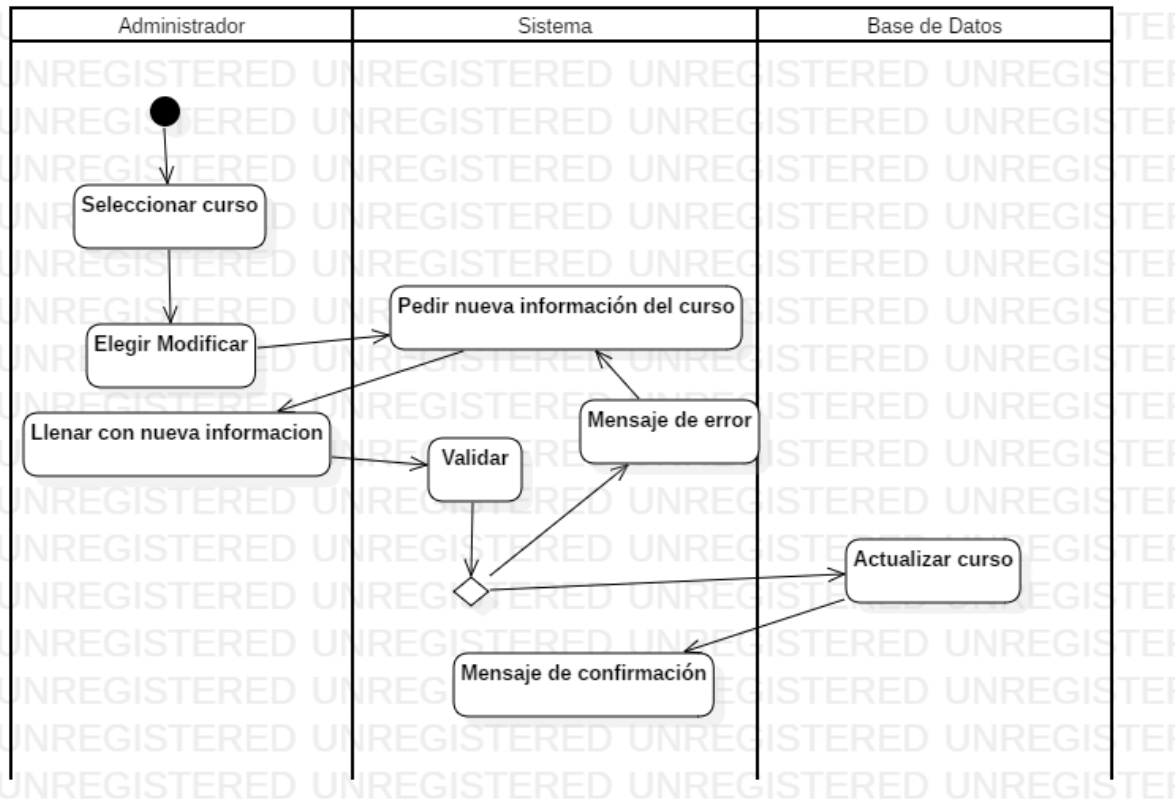 Administrador
Sistema
Base de Datos
Seleccionar curso
Pedir nueva información del curso
Elegir Modificar
Llenar con nueva informacion
Mensaje de error
Validar
Actualizar curso
Mensaje de confirmación
UNREGISTERED